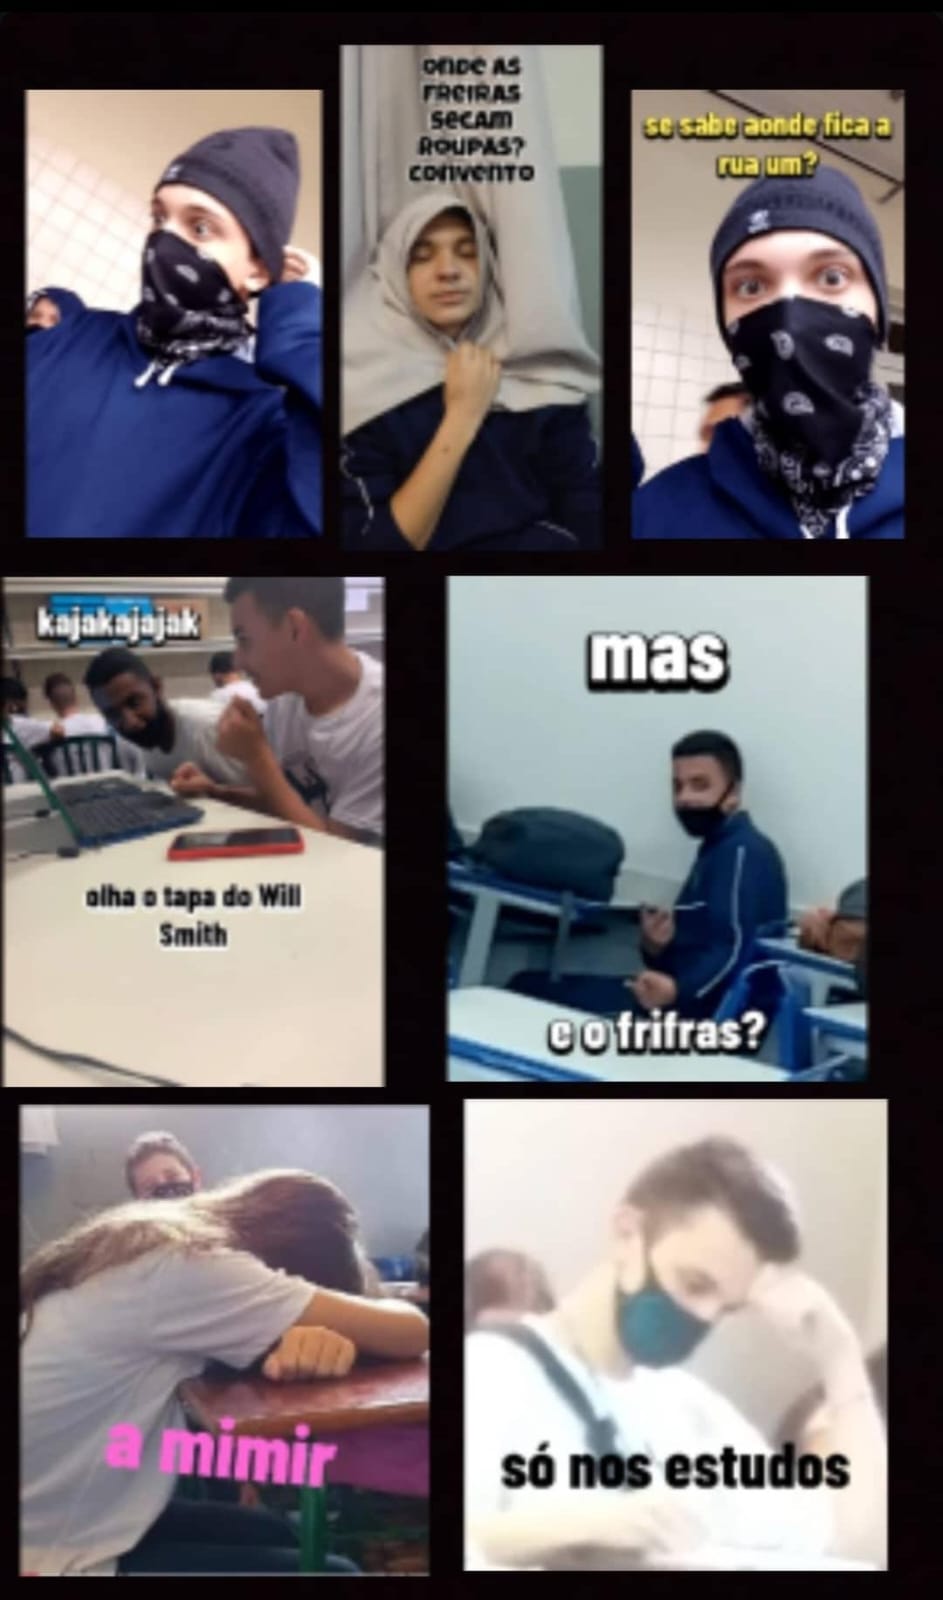 ONDE AS
FREIRAS
SECAM
ROUPAS?
CONVENTO
se sabe aonde fica a
rua um?
kajakajajak
olha o tapa do Will
Smith
mas
e o frifras?
a mimir
só nos estudos